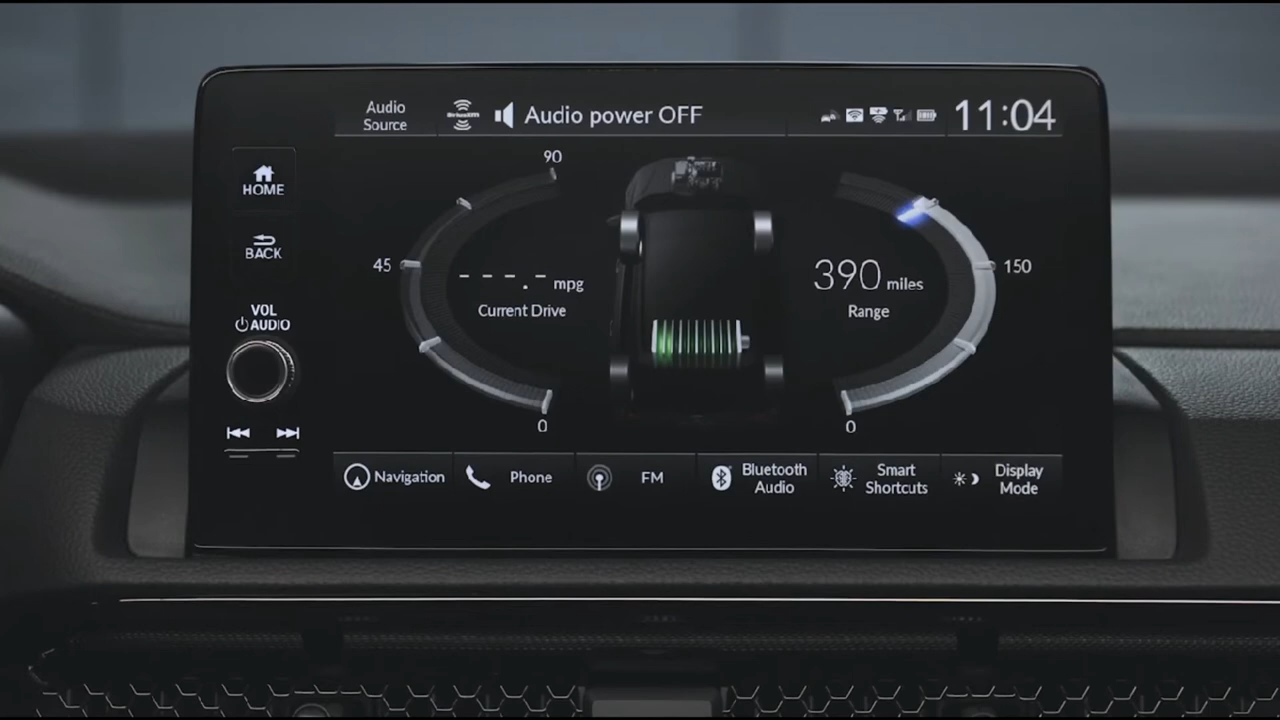 Audio
Source
SiriusXM
Audio power OFF
11:04
HOME
BACK
VOL
AUDIO
90
45
0
---.- mpg
Current Drive
390 miles
Range
150
0
Navigation
Phone
FM
Bluetooth
Audio
Smart
Shortcuts
Display
Mode